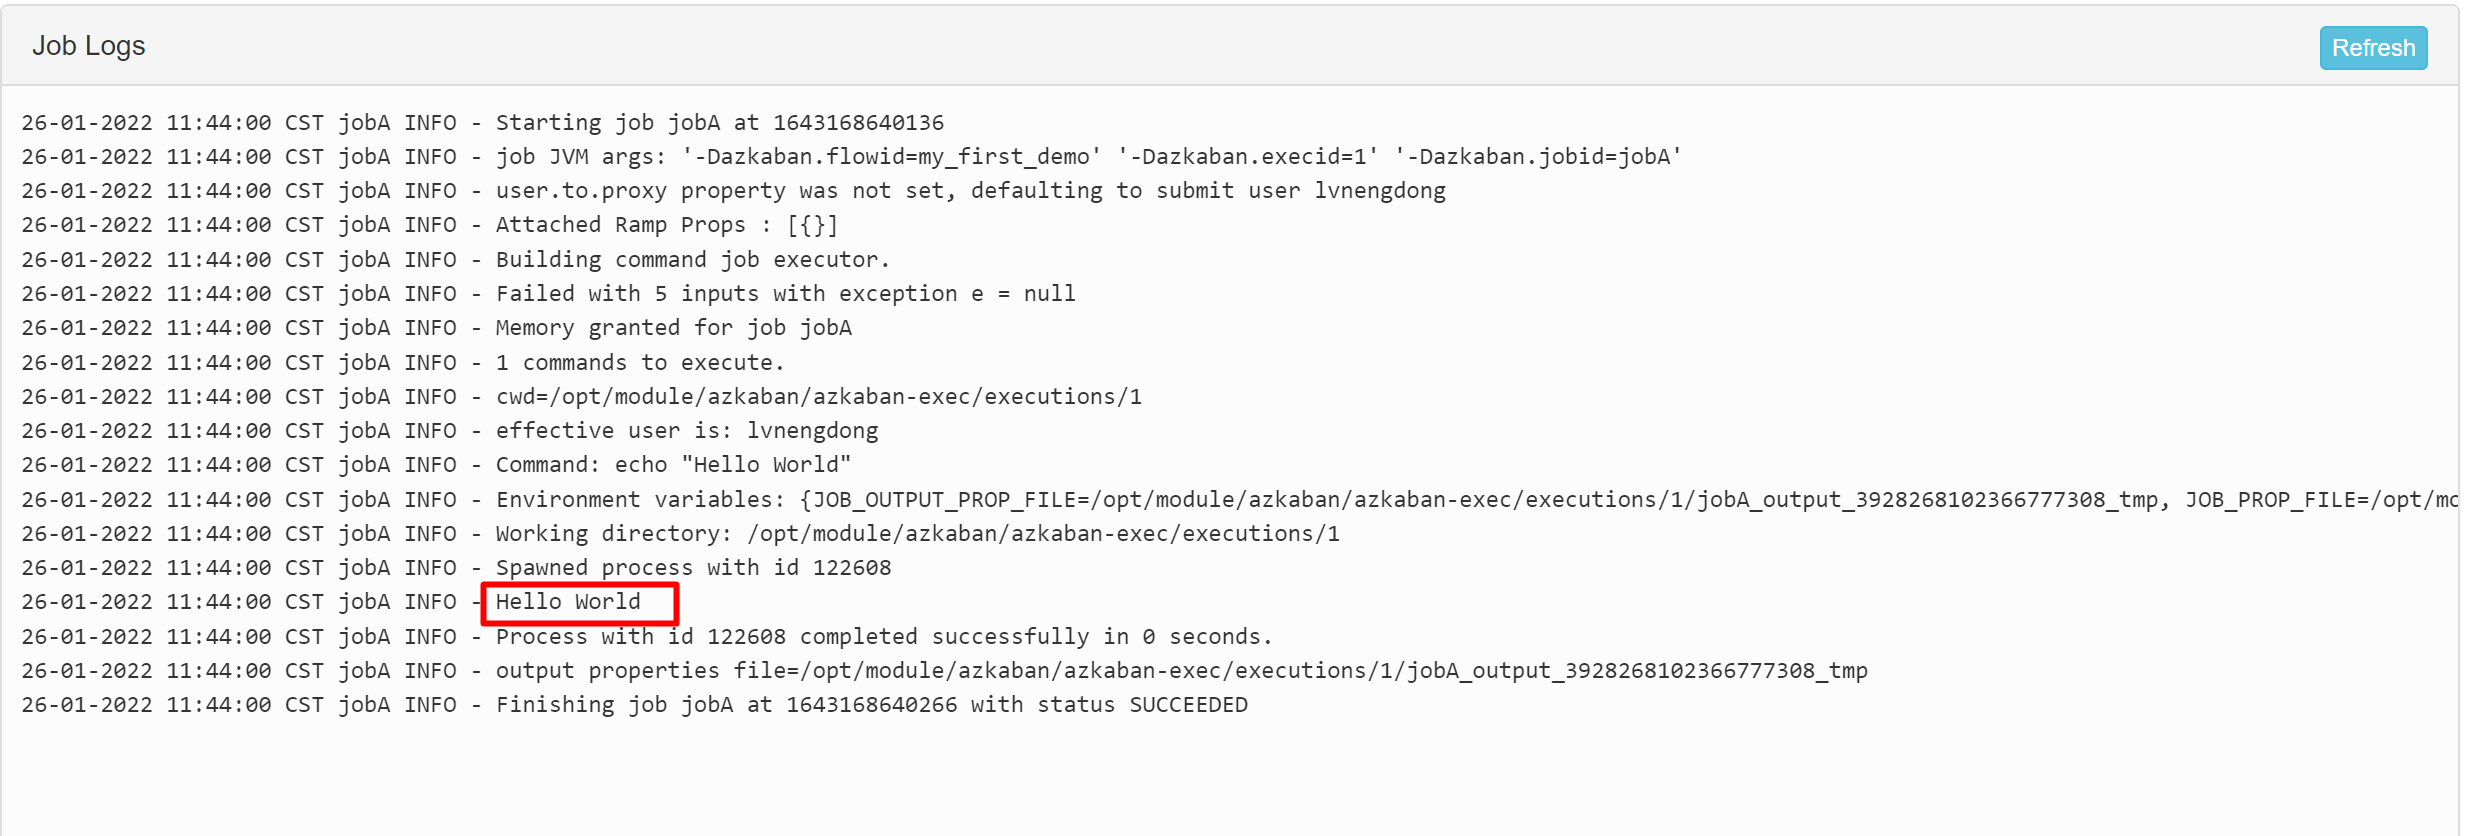 Job Logs
Refresh
26-01-2022 11:44:00 CST jobA INFO - Starting job jobA at 1643168640136
26-01-2022 11:44:00 CST jobA INFO - job JVM args: '-Dazkaban.flowid=my_first_demo' '-Dazkaban.execid=1' '-Dazkaban.jobid=jobA'
26-01-2022 11:44:00 CST jobA INFO - user.to.proxy property was not set, defaulting to submit user lvnengdong
26-01-2022 11:44:00 CST jobA INFO - Attached Ramp Props : [{}]
26-01-2022 11:44:00 CST jobA INFO - Building command job executor.
26-01-2022 11:44:00 CST jobA INFO - Failed with 5 inputs with exception e = null
26-01-2022 11:44:00 CST jobA INFO - Memory granted for job jobA
26-01-2022 11:44:00 CST jobA INFO - 1 commands to execute.
26-01-2022 11:44:00 CST jobA INFO - cwd=/opt/module/azkaban/azkaban-exec/executions/1
26-01-2022 11:44:00 CST jobA INFO - effective user is: lvnengdong
26-01-2022 11:44:00 CST jobA INFO - Command: echo "Hello World"
26-01-2022 11:44:00 CST jobA INFO - Environment variables: {JOB_OUTPUT_PROP_FILE=/opt/module/azkaban/azkaban-exec/executions/1/jobA_output_3928268102366777308_tmp, JOB_PROP_FILE=/opt/mo
26-01-2022 11:44:00 CST jobA INFO - Working directory: /opt/module/azkaban/azkaban-exec/executions/1
26-01-2022 11:44:00 CST jobA INFO - Spawned process with id 122608
26-01-2022 11:44:00 CST jobA INFO - Hello World
26-01-2022 11:44:00 CST jobA INFO - Process with id 122608 completed successfully in 0 seconds.
26-01-2022 11:44:00 CST jobA INFO - output properties file=/opt/module/azkaban/azkaban-exec/executions/1/jobA_output_3928268102366777308_tmp
26-01-2022 11:44:00 CST jobA INFO - Finishing job jobA at 1643168640266 with status SUCCEEDED